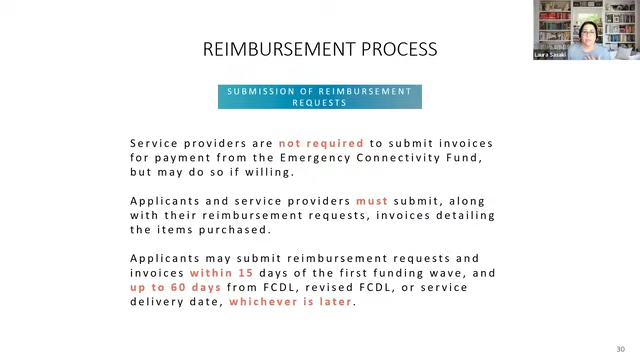 REIMBURSEMENT PROCESS
SUBMISSION OF REIMBURSEMENT
REQUESTS
Service providers are not required to submit invoices
for payment from the Emergency Connectivity Fund,
but may do so if willing.
Applicants and service providers must submit, along
with their reimbursement requests, invoices detailing
the items purchased.
Applicants may submit reimbursement requests and
invoices within 15 days of the first funding wave, and
up to 60 days from FCDL, revised FCDL, or service
delivery date, whichever is later.
Laura Sasaki
30